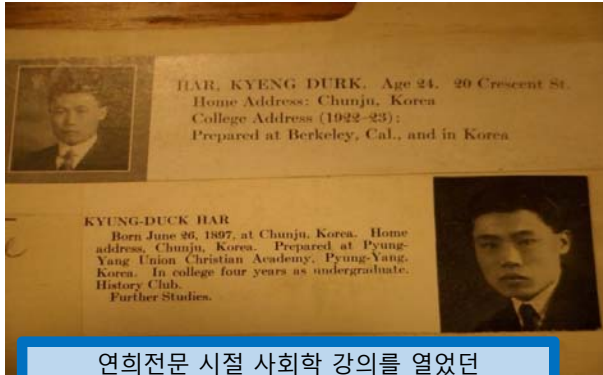 HAR, KYENG DURK. Age 24. 20 Crescent St.
Home Address: Chunju, Korea
College Address (1922-23):
Prepared at Berkeley, Cal., and in Korea
KYUNG-DUCK HAR
Born June 26, 1897, at Chunju, Korea. Home
address, Chunju, Korea. Prepared at Pyung-
Yang Union Christian Academy, Pyung-Yang,
Korea. In college four years as undergraduate.
History Club.
Further Studies.
연희전문 시절 사회학 강의를 열었던